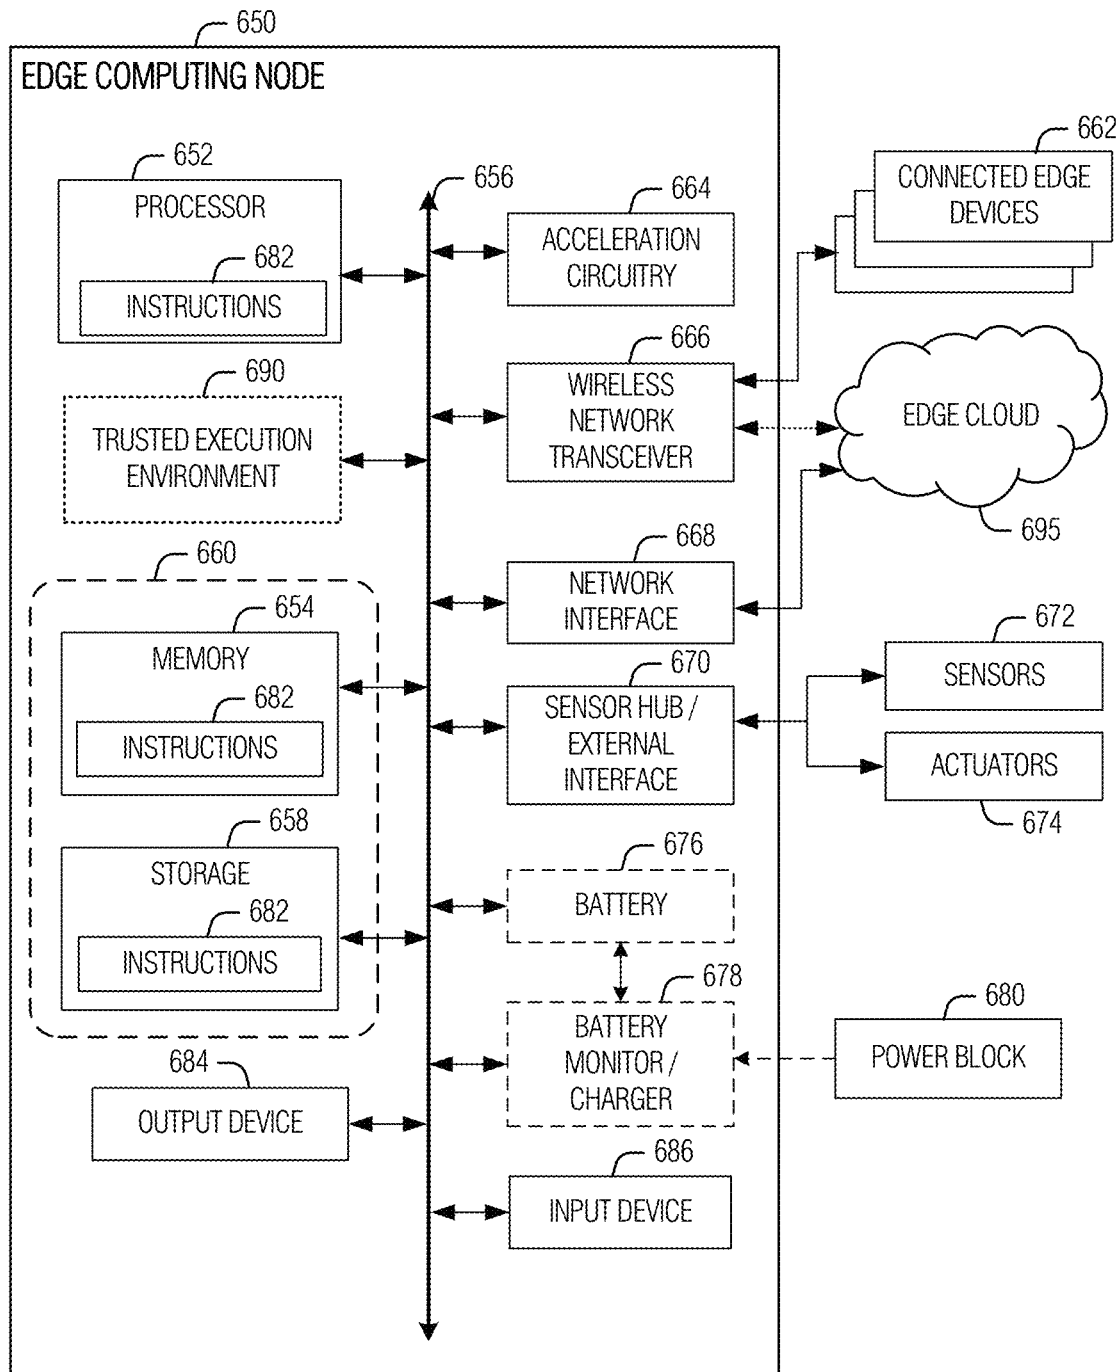 650
EDGE COMPUTING NODE
652
PROCESSOR
682
INSTRUCTIONS
690
TRUSTED EXECUTION
ENVIRONMENT
660
654
MEMORY
682
INSTRUCTIONS
658
STORAGE
682
INSTRUCTIONS
684
OUTPUT DEVICE
656
664
ACCELERATION
CIRCUITRY
666
WIRELESS
NETWORK
TRANSCEIVER
668
NETWORK
INTERFACE
670
SENSOR HUB /
EXTERNAL
INTERFACE
676
BATTERY
678
BATTERY
MONITOR /
CHARGER
686
INPUT DEVICE
662
CONNECTED EDGE
DEVICES
EDGE CLOUD
695
672
SENSORS
ACTUATORS
674
680
POWER BLOCK